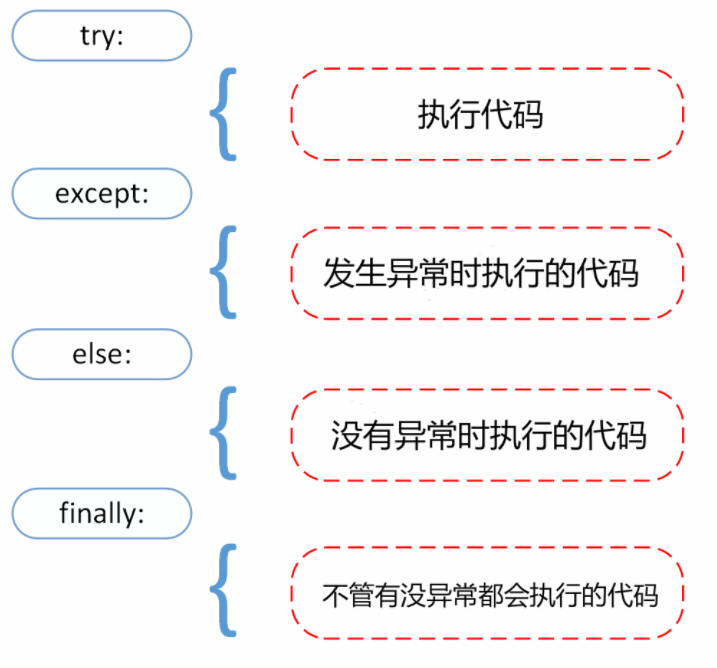 try:
执行代码
except:
发生异常时执行的代码
else:
没有异常时执行的代码
finally:
不管有没异常都会执行的代码